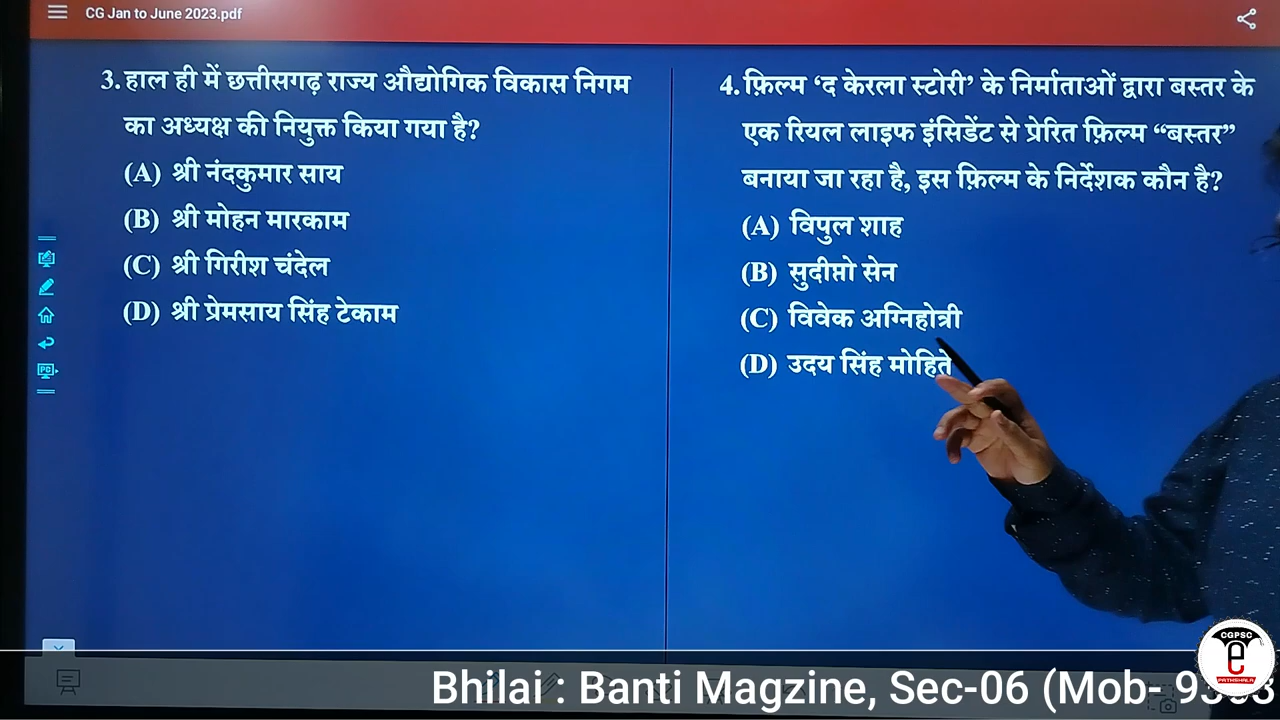 CG Jan to June 2023.pdf
3. हाल ही में छत्तीसगढ़ राज्य औद्योगिक विकास निगम
का अध्यक्ष की नियुक्त किया गया है?
(A) श्री नंदकुमार साय
(B) श्री मोहन मारकाम
(C) श्री गिरीश चंदेल
(D) श्री प्रेमसाय सिंह टेकाम
4. फ़िल्म ‘द केरला स्टोरी’ के निर्माताओं द्वारा बस्तर के
एक रियल लाइफ इंसिडेंट से प्रेरित फ़िल्म “बस्तर”
बनाया जा रहा है, इस फ़िल्म के निर्देशक कौन है?
(A) विपुल शाह
(B) सुदीप्तो सेन
(C) विवेक अग्निहोत्री
(D) उदय सिंह मोहिते
Bhilai : Banti Magzine, Sec-06 (Mob-
CGPSC
e
PATHSHALA